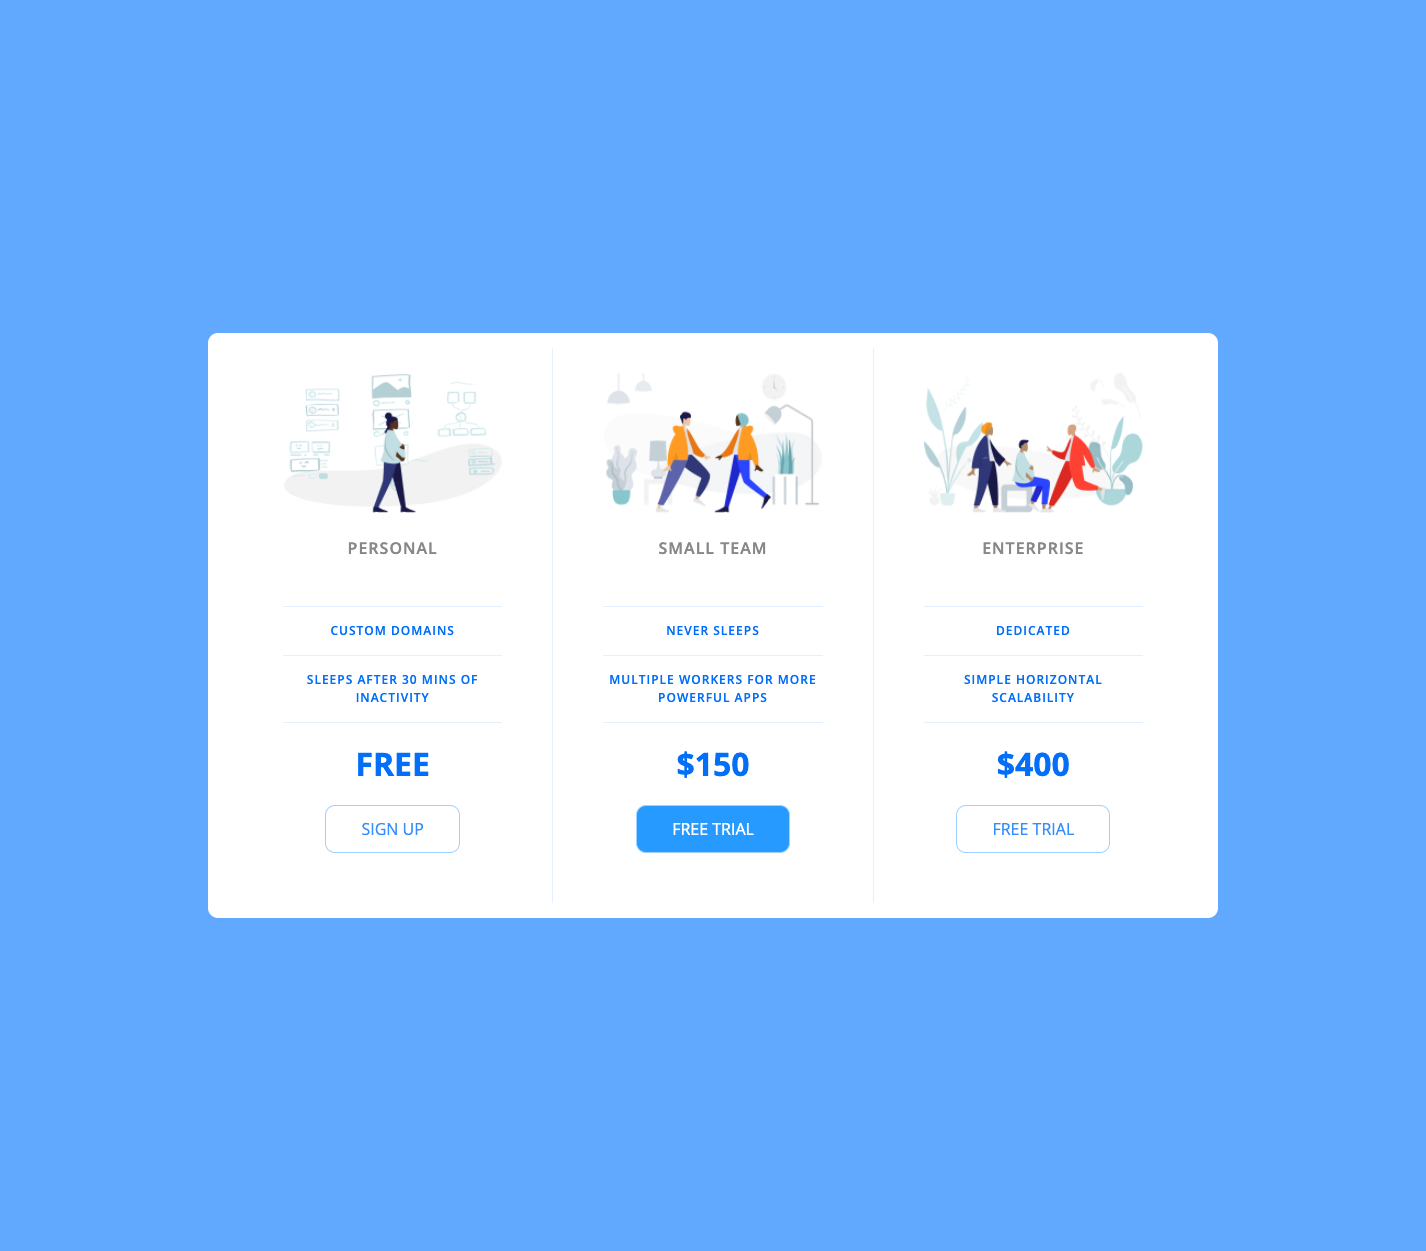 PERSONAL
CUSTOM DOMAINS
SLEEPS AFTER 30 MINS OF
INACTIVITY
FREE
SIGN UP
SMALL TEAM
NEVER SLEEPS
MULTIPLE WORKERS FOR MORE
POWERFUL APPS
$150
FREE TRIAL
ENTERPRISE
DEDICATED
SIMPLE HORIZONTAL
SCALABILITY
$400
FREE TRIAL